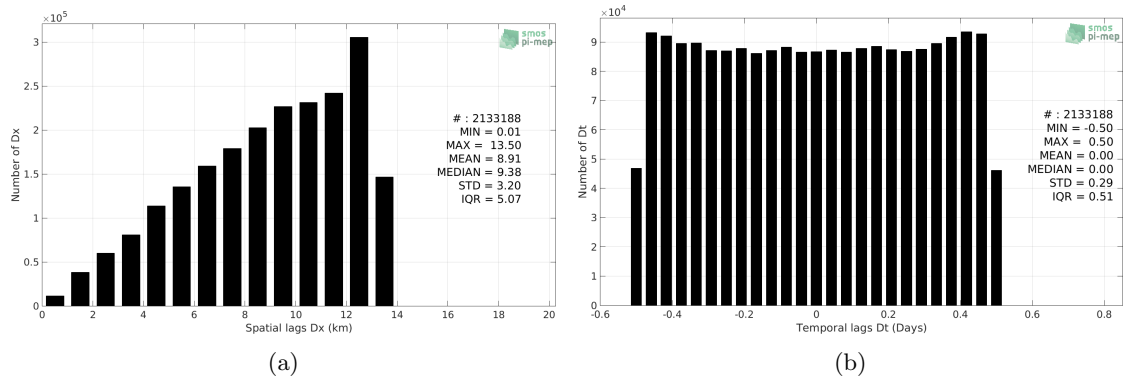 ×10⁵
3
2.5
2
1.5
1
0.5
0
Number of Dx
0 2 4 6 8 10 12 14 16 18 20
Spatial lags Dx (km)
smos
pi-mep
# : 2133188
MIN = 0.01
MAX = 13.50
MEAN = 8.91
MEDIAN = 9.38
STD = 3.20
IQR = 5.07
(a)
×10⁴
9
8
7
6
5
4
3
2
1
0
Number of Dt
-0.6 -0.4 -0.2 0 0.2 0.4 0.6 0.8
Temporal lags Dt (Days)
smos
pi-mep
# : 2133188
MIN = -0.50
MAX = 0.50
MEAN = 0.00
MEDIAN = 0.00
STD = 0.29
IQR = 0.51
(b)